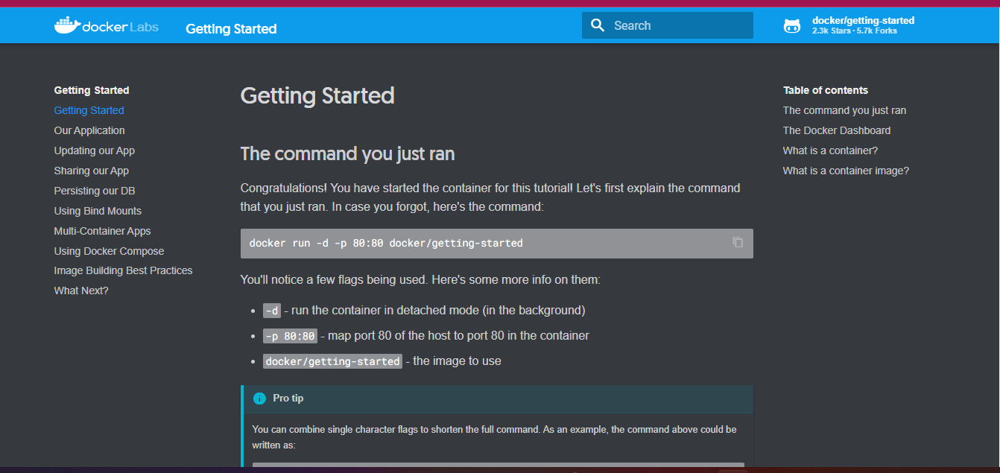 docker Labs
Getting Started
Search
docker/getting-started
2.3k Stars · 5.7k Forks
Getting Started
Getting Started
Our Application
Updating our App
Sharing our App
Persisting our DB
Using Bind Mounts
Multi-Container Apps
Using Docker Compose
Image Building Best Practices
What Next?
Getting Started
The command you just ran
Congratulations! You have started the container for this tutorial! Let's first explain the command
that you just ran. In case you forgot, here's the command:
docker run -d -p 80:80 docker/getting-started
You'll notice a few flags being used. Here's some more info on them:
-d - run the container in detached mode (in the background)
-p 80:80 - map port 80 of the host to port 80 in the container
docker/getting-started - the image to use
Pro tip
You can combine single character flags to shorten the full command. As an example, the command above could be
written as:
Table of contents
The command you just ran
The Docker Dashboard
What is a container?
What is a container image?